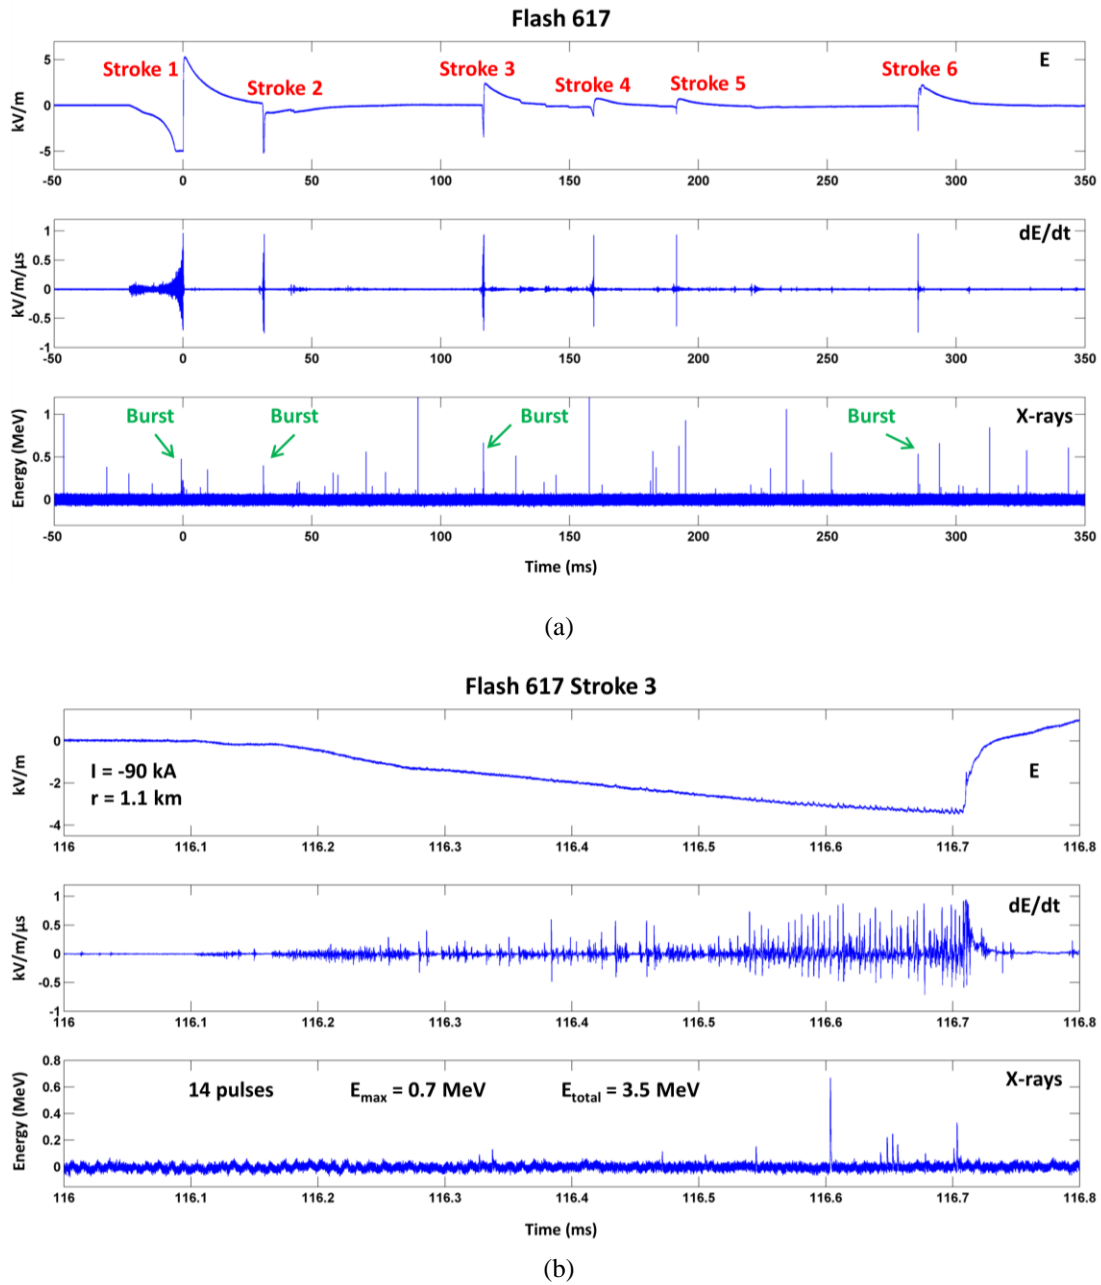 Flash 617
E
Stroke 1
Stroke 2
Stroke 3
Stroke 4
Stroke 5
Stroke 6
kV/m
5
0
-5
-50 0 50 100 150 200 250 300 350
dE/dt
kV/m/µs
1
0.5
0
-0.5
-1
-50 0 50 100 150 200 250 300 350
X-rays
Burst
Burst
Burst
Burst
Energy (MeV)
1
0.5
0
-50 0 50 100 150 200 250 300 350
Time (ms)
(a)
Flash 617 Stroke 3
kV/m
0
-2
-4
I = -90 kA
r = 1.1 km
E
116 116.1 116.2 116.3 116.4 116.5 116.6 116.7 116.8
dE/dt
kV/m/µs
1
0.5
0
-0.5
-1
116 116.1 116.2 116.3 116.4 116.5 116.6 116.7 116.8
Energy (MeV)
0.8
0.6
0.4
0.2
0
14 pulses Emax = 0.7 MeV Etotal = 3.5 MeV
X-rays
116 116.1 116.2 116.3 116.4 116.5 116.6 116.7 116.8
Time (ms)
(b)